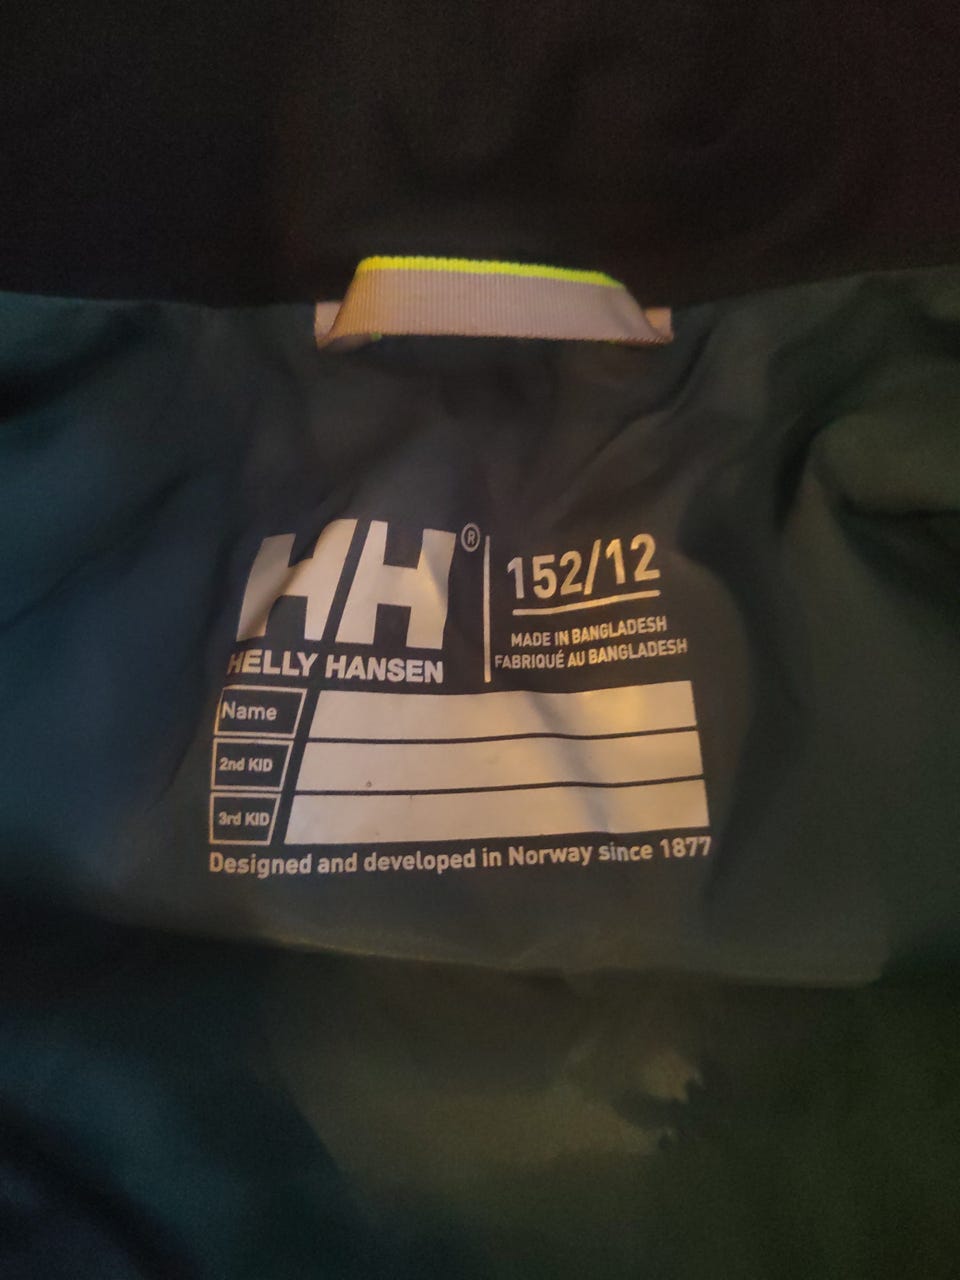 HH®
HELLY HANSEN
152/12
MADE IN BANGLADESH
FABRIQUÉ AU BANGLADESH
Name
2nd KID
3rd KID
Designed and developed in Norway since 1877